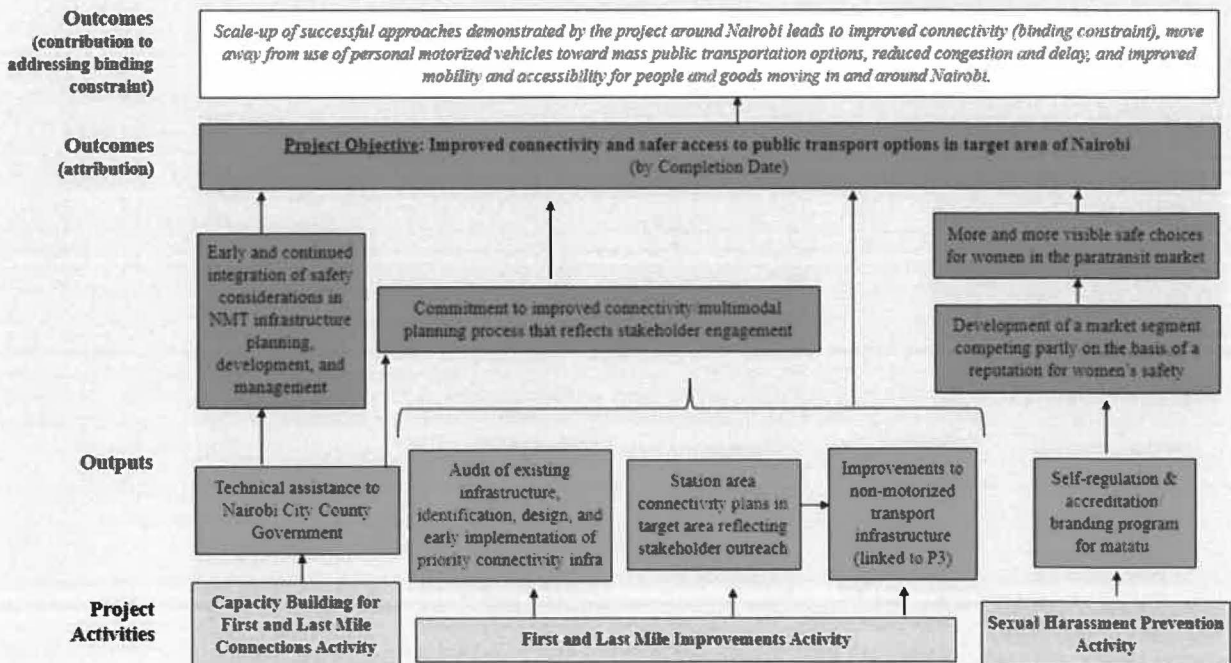 Outcomes
(contribution to
addressing binding
constraint)
Scale-up of successful approaches demonstrated by the project around Nairobi leads to improved connectivity (binding constraint), move
away from use of personal motorized vehicles toward mass public transportation options, reduced congestion and delay, and improved
mobility and accessibility for people and goods moving in and around Nairobi.
Outcomes
(attribution)
Project Objective: Improved connectivity and safer access to public transport options in target area of Nairobi
(by Completion Date)
Early and continued
integration of safety
considerations in
NMT infrastructure
planning,
development, and
management
Commitment to improved connectivity multimodal
planning process that reflects stakeholder engagement
More and more visible safe choices
for women in the paratransit market
Development of a market segment
competing partly on the basis of a
reputation for women's safety
Outputs
Technical assistance to
Nairobi City County
Government
Audit of existing
infrastructure,
identification, design, and
early implementation of
priority connectivity infra
Station area
connectivity plans in
target area reflecting
stakeholder outreach
Improvements to
non-motorized
transport
infrastructure
(linked to P3)
Self-regulation &
accreditation/
branding program
for matatu
Project
Activities
Capacity Building for
First and Last Mile
Connections Activity
First and Last Mile Improvements Activity
Sexual Harassment Prevention
Activity